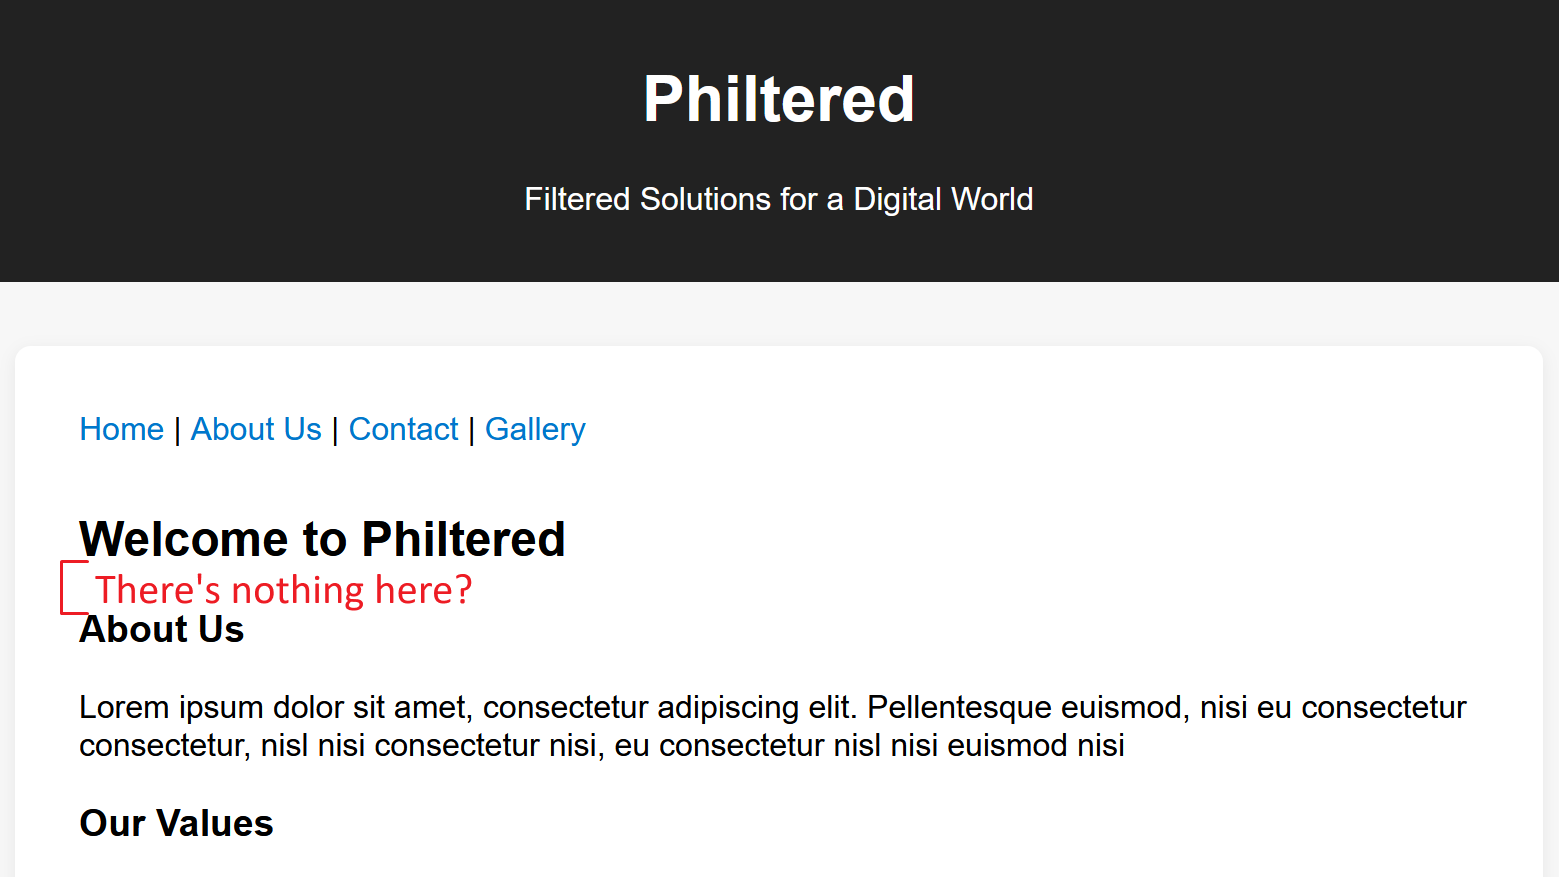 Philtered
Filtered Solutions for a Digital World
Home | About Us | Contact | Gallery
Welcome to Philtered
There's nothing here?
About Us
Lorem ipsum dolor sit amet, consectetur adipiscing elit. Pellentesque euismod, nisi eu consectetur
consectetur, nisl nisi consectetur nisi, eu consectetur nisl nisi euismod nisi
Our Values